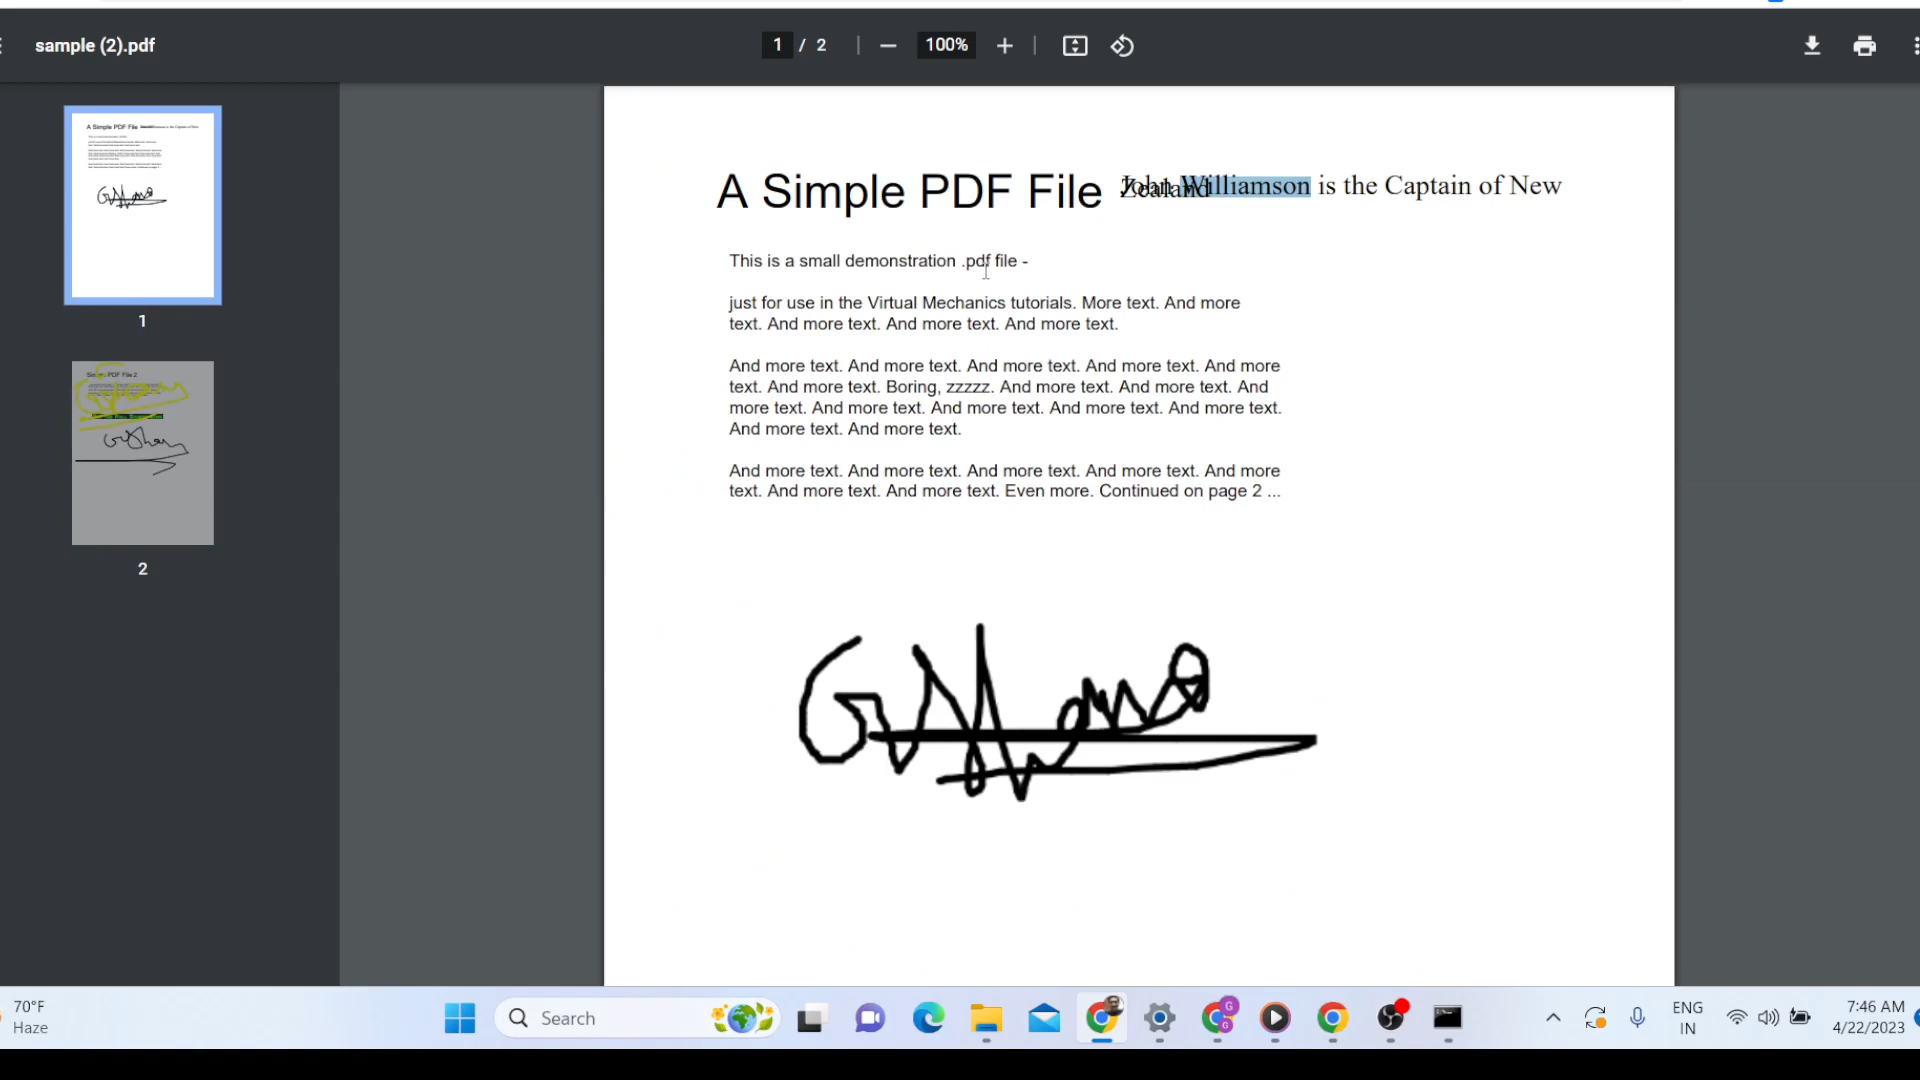 sample (2).pdf
1 / 2
100%
A Simple PDF File
John Williamson is the Captain of New
Zealand
This is a small demonstration .pdf file -
just for use in the Virtual Mechanics tutorials. More text. And more
text. And more text. And more text. And more text.
And more text. And more text. And more text. And more text. And more
text. And more text. Boring, zzzzz. And more text. And more text. And
more text. And more text. And more text. And more text. And more text.
And more text. And more text.
And more text. And more text. And more text. And more text. And more
text. And more text. And more text. Even more. Continued on page 2 ...
1
2
70°F
Haze
Search
ENG
IN
7:46 AM
4/22/2023